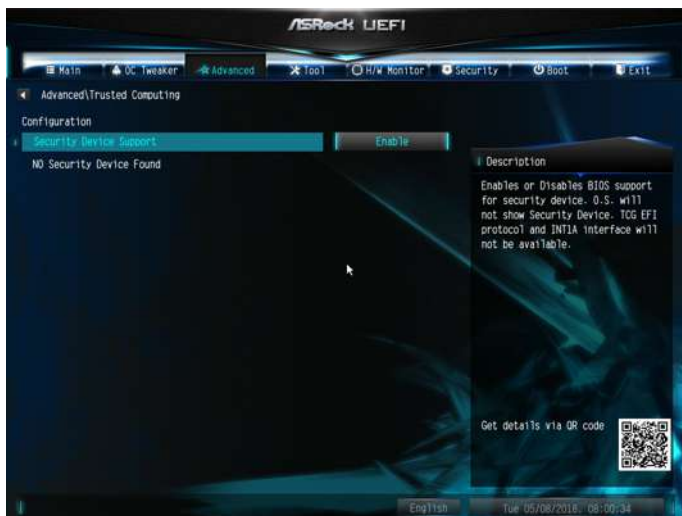 ASRock UEFI
Main OC Tweaker Advanced Tool H/W Monitor Security Boot Exit
Advanced\Trusted Computing
Configuration
Security Device Support Enable
NO Security Device Found
Description
Enables or Disables BIOS support
for security device. O.S. will
not show Security Device. TCG EFI
protocol and INT1A interface will
not be available.
Get details via QR code
English Tue 05/08/2018. 08:00:34